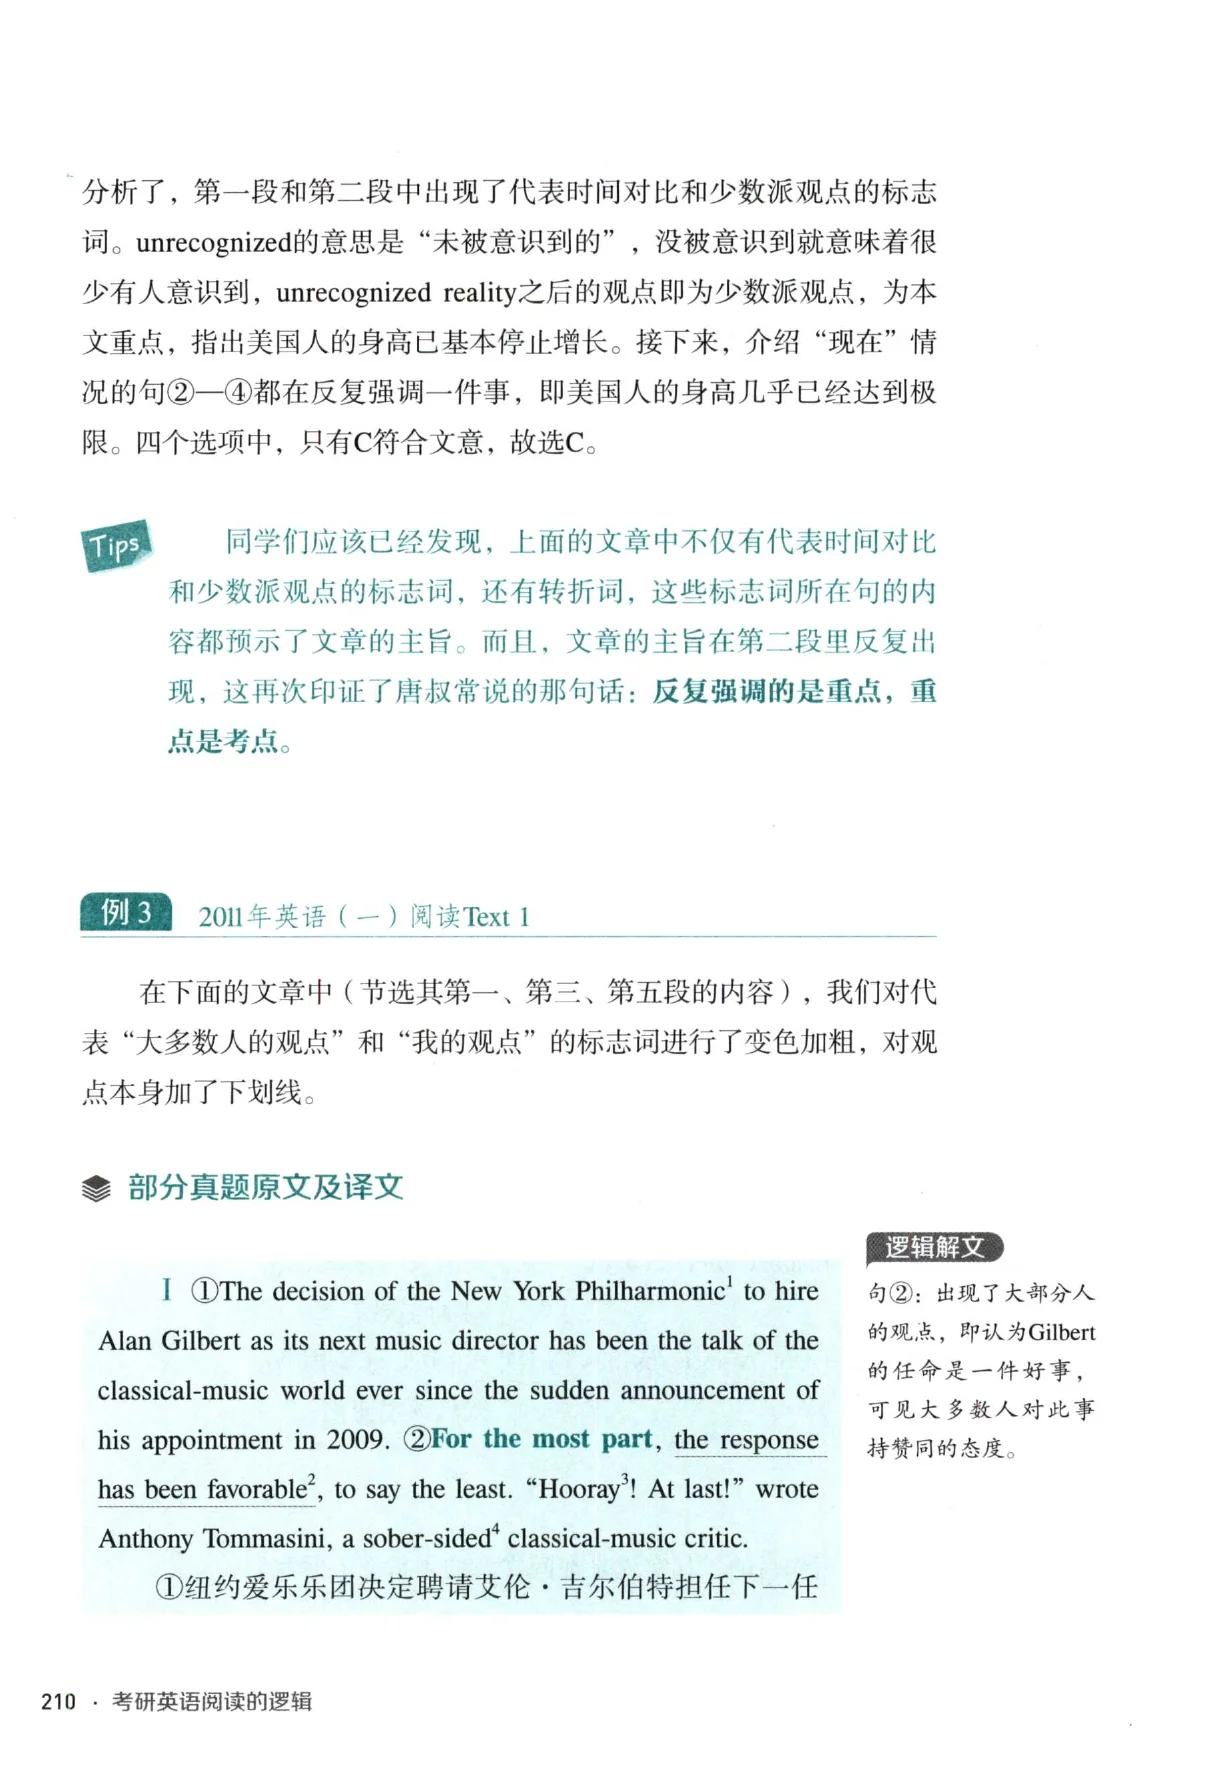 分析了，第一段和第二段中出现了代表时间对比和少数派观点的标志
词。unrecognized的意思是“未被意识到的”，没被意识到就意味着很
少有人意识到，unrecognized reality之后的观点即为少数派观点，为本
文重点，指出美国人的身高已基本停止增长。接下来，介绍“现在”情
况的句②—④都在反复强调一件事，即美国人的身高几乎已经达到极
限。四个选项中，只有C符合文意，故选C。
Tips
同学们应该已经发现，上面的文章中不仅有代表时间对比
和少数派观点的标志词，还有转折词，这些标志词所在句的内
容都预示了文章的主旨。而且，文章的主旨在第二段里反复出
现，这再次印证了唐叔常说的那句话：反复强调的是重点，重
点是考点。
例 3 2011年英语（一）阅读Text 1
在下面的文章中（节选其第一、第三、第五段的内容），我们对代
表“大多数人的观点”和“我的观点”的标志词进行了变色加粗，对观
点本身加了下划线。
部分真题原文及译文
I ①The decision of the New York Philharmonic1 to hire
Alan Gilbert as its next music director has been the talk of the
classical-music world ever since the sudden announcement of
his appointment in 2009. ②For the most part, the response
has been favorable2, to say the least. “Hooray3! At last!” wrote
Anthony Tommasini, a sober-sided4 classical-music critic.
①纽约爱乐乐团决定聘请艾伦·吉尔伯特担任下一任
逻辑解文
句②：出现了大部分人
的观点，即认为Gilbert
的任命是一件好事，
可见大多数人对此事
持赞同的态度。
210 · 考研英语阅读的逻辑